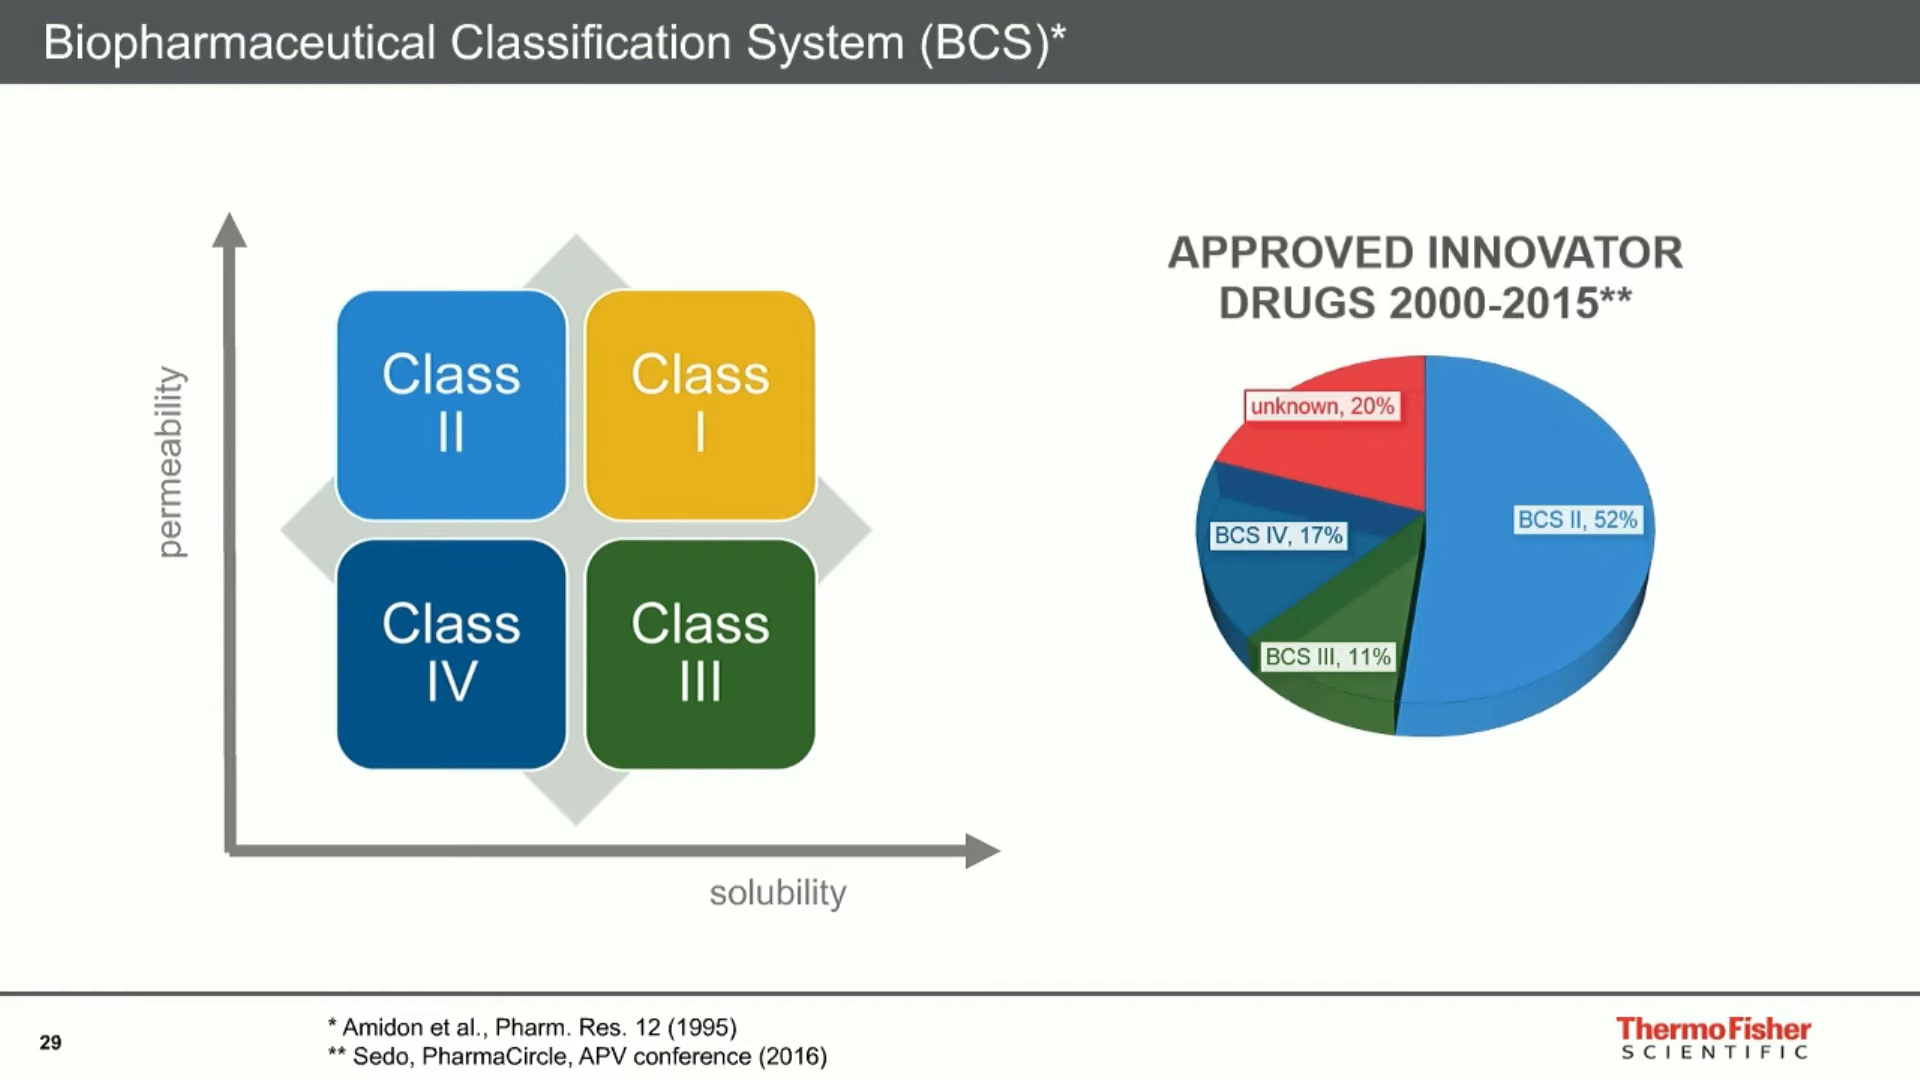 Biopharmaceutical Classification System (BCS)*
permeability
Class
II
Class
I
Class
IV
Class
III
solubility
APPROVED INNOVATOR
DRUGS 2000-2015**
unknown, 20%
BCS II, 52%
BCS IV, 17%
BCS III, 11%
29
* Amidon et al., Pharm. Res. 12 (1995)
** Sedo, PharmaCircle, APV conference (2016)
ThermoFisher
SCIENTIFIC